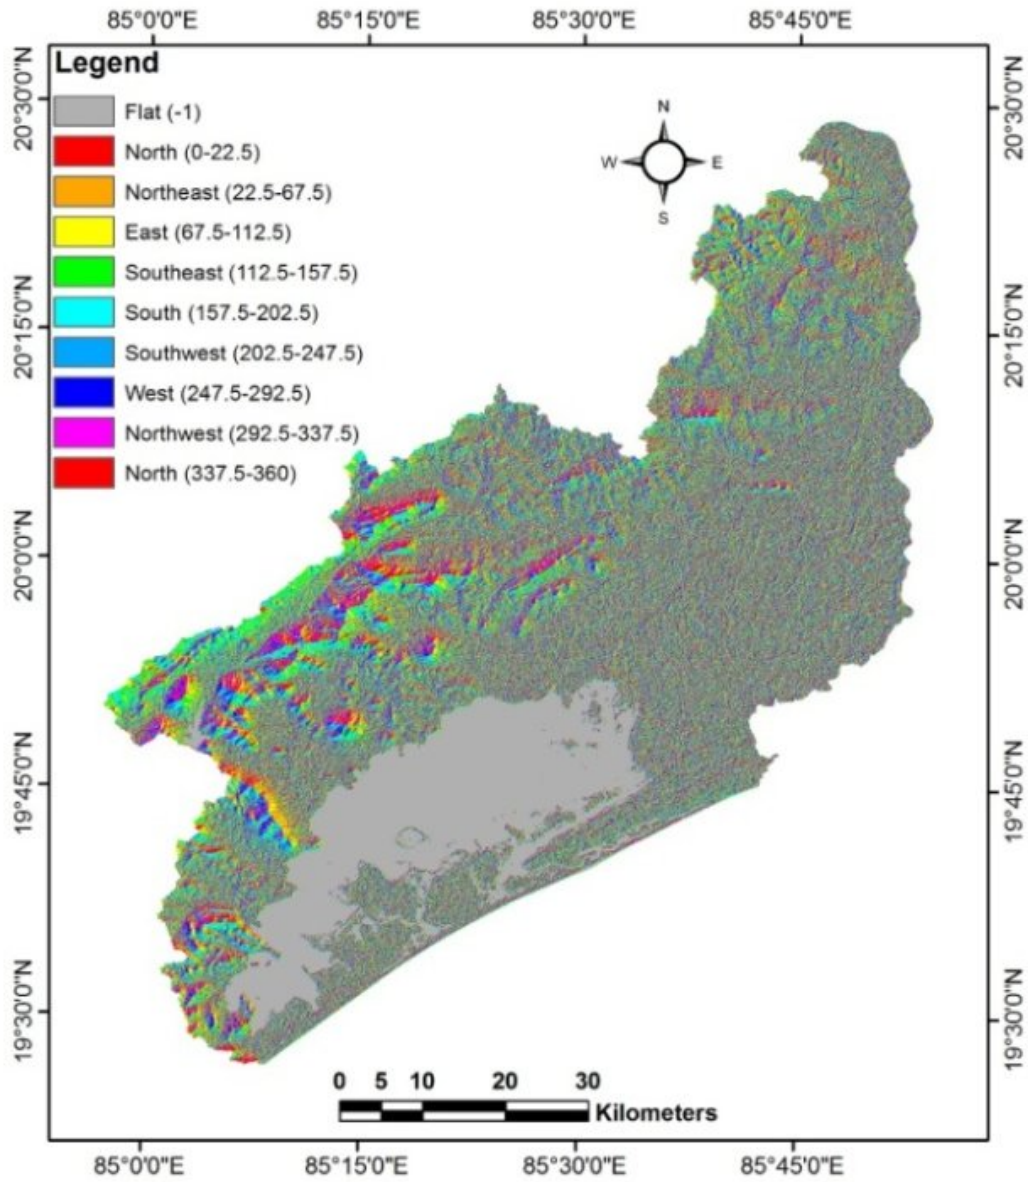 85°0'0"E 85°15'0"E 85°30'0"E 85°45'0"E
Legend
Flat (-1)
North (0-22.5)
Northeast (22.5-67.5)
East (67.5-112.5)
Southeast (112.5-157.5)
South (157.5-202.5)
Southwest (202.5-247.5)
West (247.5-292.5)
Northwest (292.5-337.5)
North (337.5-360)
N
W E
S
20°30'0"N
20°15'0"N
20°0'0"N
19°45'0"N
19°30'0"N
20°30'0"N
20°15'0"N
20°0'0"N
19°45'0"N
19°30'0"N
0 5 10 20 30
Kilometers
85°0'0"E 85°15'0"E 85°30'0"E 85°45'0"E